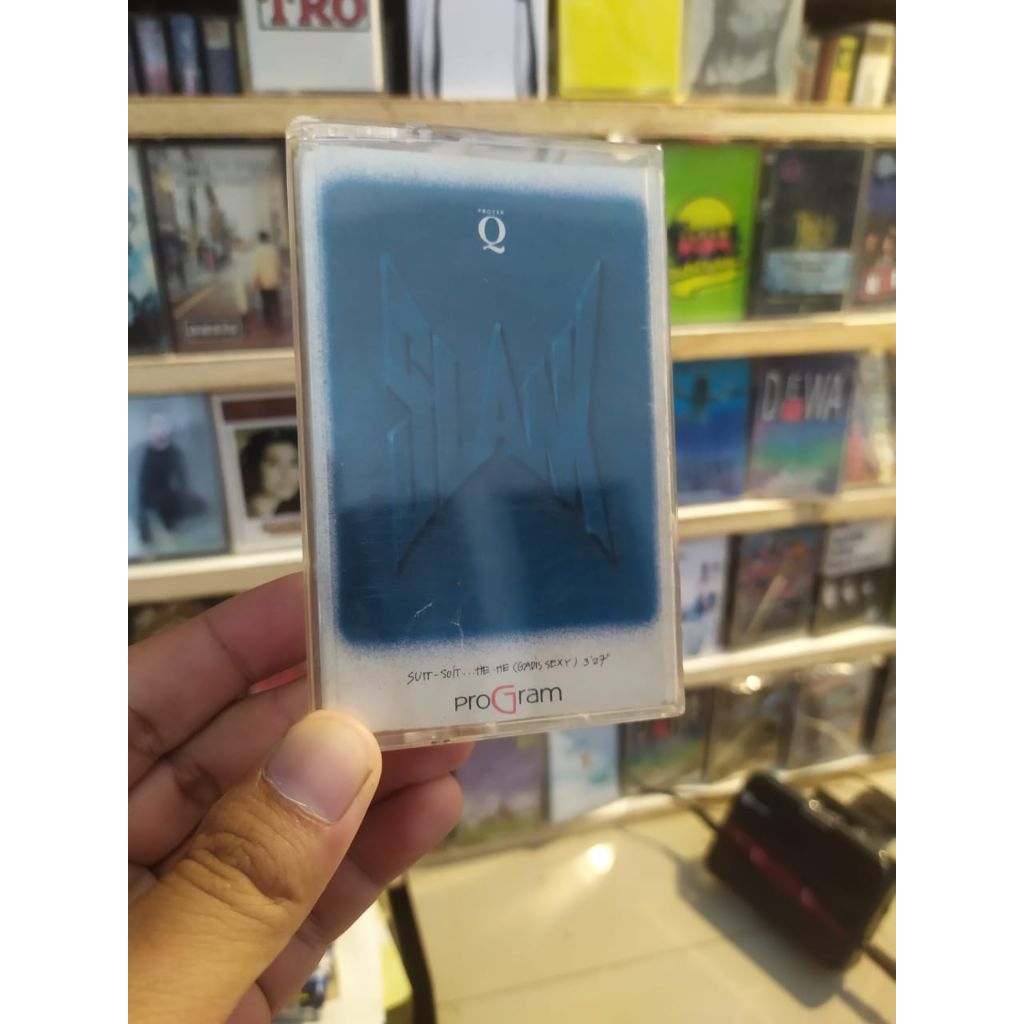 TRO
PROYEK
Q
SLANK
SUIT-SUIT...HE-HE (GADIS SEXY) 3'27"
proGram
DEWA